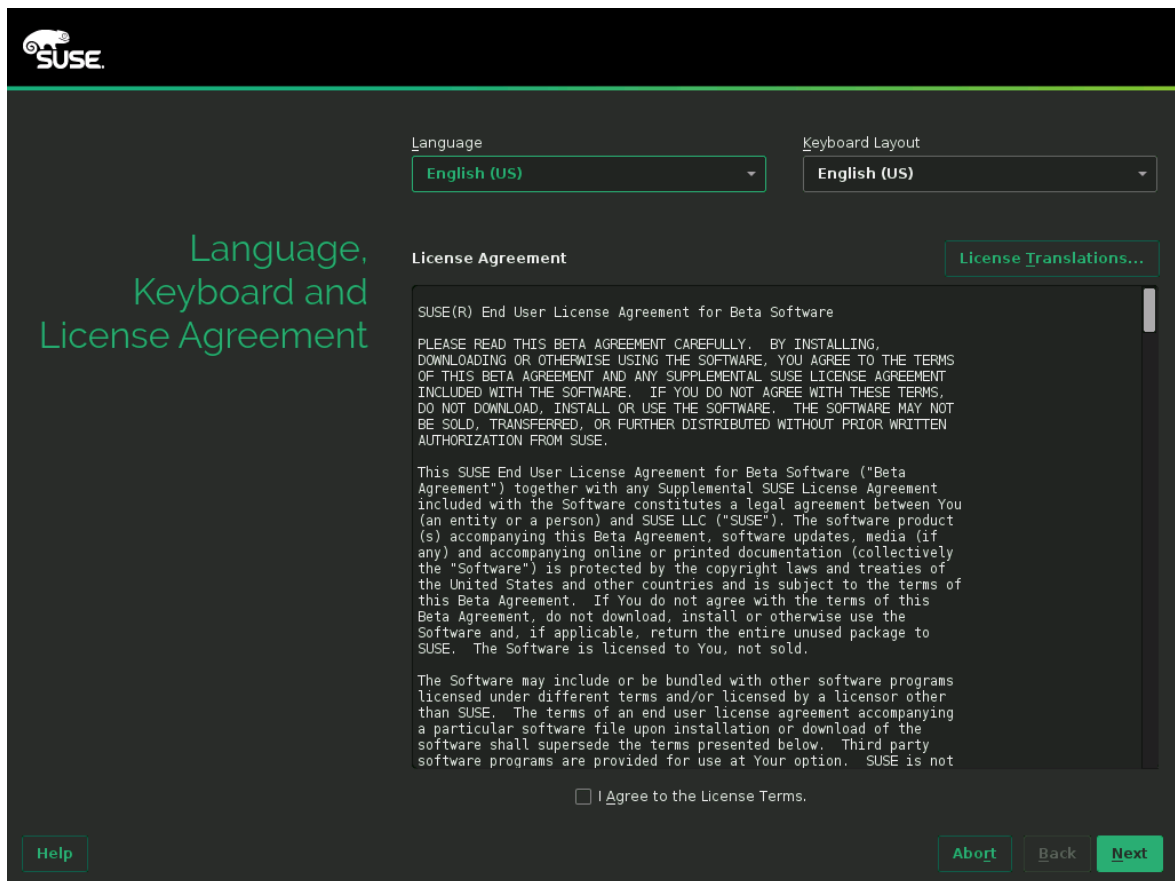 SUSE.
Language
Keyboard Layout
English (US)
English (US)
Language,
Keyboard and
License Agreement
License Agreement
License Translations...
SUSE(R) End User License Agreement for Beta Software
PLEASE READ THIS BETA AGREEMENT CAREFULLY.  BY INSTALLING,
DOWNLOADING OR OTHERWISE USING THE SOFTWARE, YOU AGREE TO THE TERMS
OF THIS BETA AGREEMENT AND ANY SUPPLEMENTAL SUSE LICENSE AGREEMENT
INCLUDED WITH THE SOFTWARE.  IF YOU DO NOT AGREE WITH THESE TERMS,
DO NOT DOWNLOAD, INSTALL OR USE THE SOFTWARE.  THE SOFTWARE MAY NOT
BE SOLD, TRANSFERRED, OR FURTHER DISTRIBUTED WITHOUT PRIOR WRITTEN
AUTHORIZATION FROM SUSE.
This SUSE End User License Agreement for Beta Software ("Beta
Agreement") together with any Supplemental SUSE License Agreement
included with the Software constitutes a legal agreement between You
(an entity or a person) and SUSE LLC ("SUSE"). The software product
(s) accompanying this Beta Agreement, software updates, media (if
any) and accompanying online or printed documentation (collectively
the "Software") is protected by the copyright laws and treaties of
the United States and other countries and is subject to the terms of
this Beta Agreement.  If You do not agree with the terms of this
Beta Agreement, do not download, install or otherwise use the
Software and, if applicable, return the entire unused package to
SUSE.  The Software is licensed to You, not sold.
The Software may include or be bundled with other software programs
licensed under different terms and/or licensed by a licensor other
than SUSE.  The terms of an end user license agreement accompanying
a particular software file upon installation or download of the
software shall supersede the terms presented below.  Third party
software programs are provided for use at Your option.  SUSE is not
I Agree to the License Terms.
Help
Abort
Back
Next